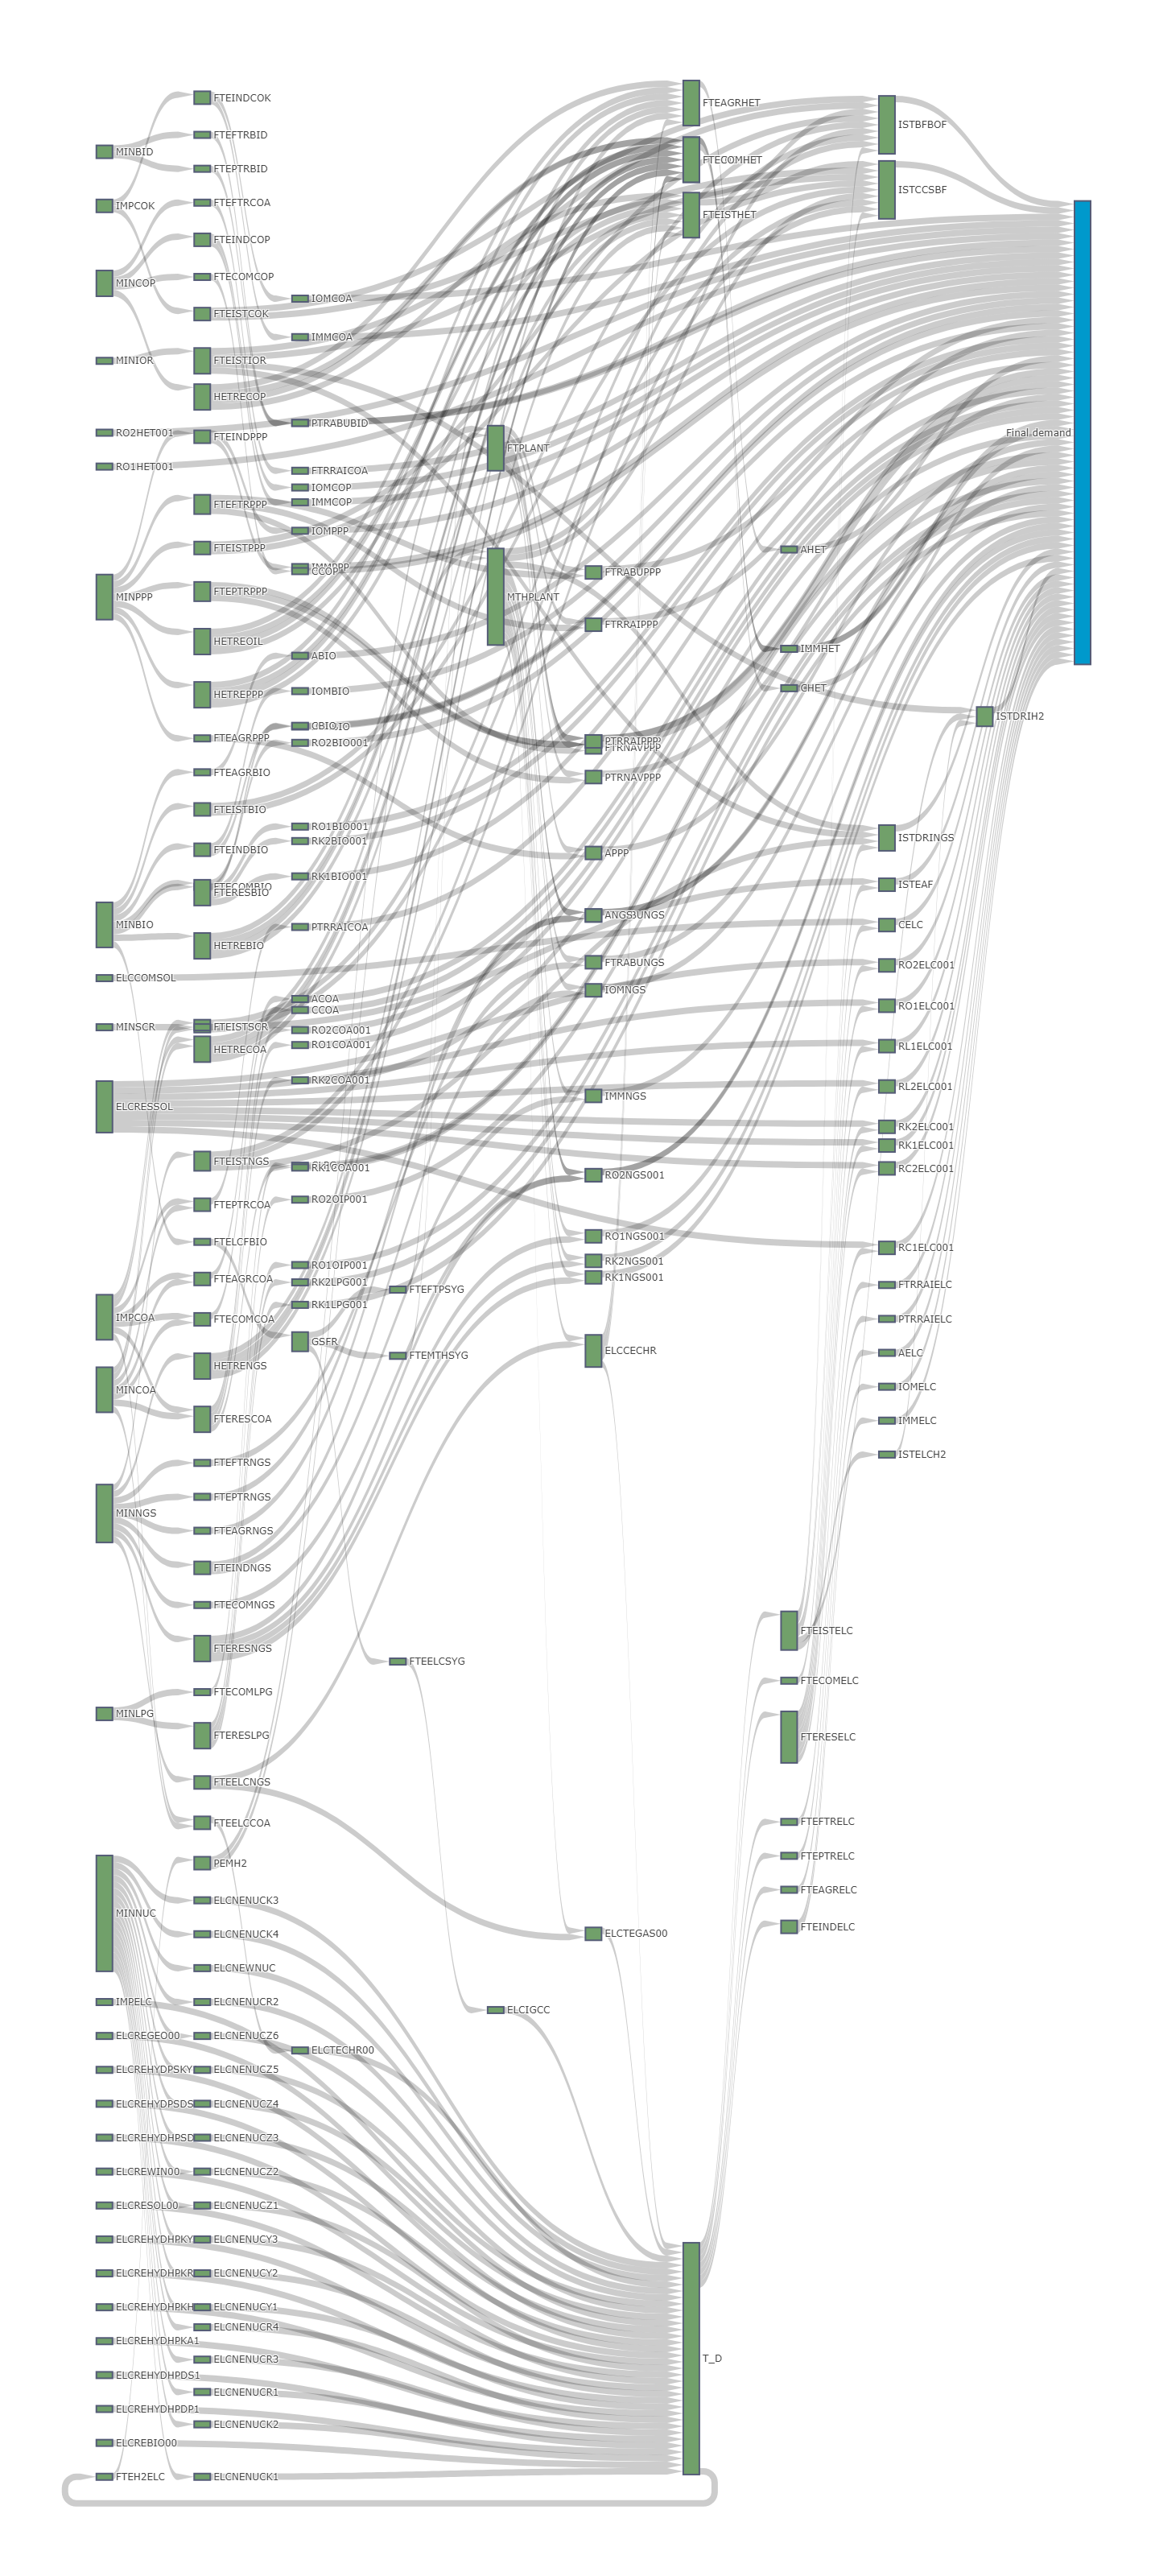 FTEINDCOK
FTEAGRHET
ISTBFBOF
FTEFTRBID
MINBID
FTECOMHET
FTEPTRBID
ISTCCSBF
FTEFTRCOA
IMPCOK
FTEISTHET
FTEINDCOP
FTECOMCOP
MINCOP
IOMCOA
FTEISTCOK
IMMCOA
MINIOR
FTEISTIOR
HETRECOP
PTRABUBID
RO2HET001
Final demand
FTEINDPPP
FTPLANT
RO1HET001
FTRRAICOA
IOMCOP
IMMCOP
FTEFTRPPP
IOMPPP
FTEISTPPP
AHET
CCOP
FTRABUPPP
FTEPTRPPP
MINPPP
MTHPLANT
FTRRAIPPP
HETREOIL
IMMHET
ABIO
CHET
IOMBIO
HETREPPP
ISTDRIH2
FTEAGRPPP
RO2BIO001
PTRRAIPPP
FTRNAVPPP
FTEAGRBIO
PTRNAVPPP
FTEISTBIO
RO1BIO001
ISTDRINGS
RK2BIO001
FTEINDBIO
APPP
RK1BIO001
ISTEAF
FTECOMBIO
FTERESBIO
ANGS
MINBIO
PTRRAICOA
CELC
HETREBIO
FTRABUNGS
RO2ELC001
ELCCOMSOL
IOMNGS
ACOA
RO1ELC001
CCOA
MINSCR
FTEISTSCR
RO2COA001
RO1COA001
RL1ELC001
HETRECOA
RK2COA001
RL2ELC001
IMMNGS
ELCRESSOL
RK2ELC001
RK1ELC001
FTEISTNGS
RK1COA001
RC2ELC001
RO2NGS001
RO2OIP001
FTEPTRCOA
RO1NGS001
FTELCFBIO
RC1ELC001
RK2NGS001
RO1OIP001
FTEAGRCOA
RK2LPG001
RK1NGS001
FTRRAIELC
FTEFTPSYG
RK1LPG001
IMPCOA
FTECOMCOA
PTRRAIELC
GSFR
ELCCECHR
AELC
FTEMTHSYG
HETRENGS
IOMELC
MINCOA
FTERESCOA
IMMELC
ISTELCH2
FTEFTRNGS
FTEPTRNGS
MINNGS
FTEAGRNGS
FTEINDNGS
FTECOMNGS
FTEISTELC
FTERESNGS
FTEELCSYG
FTECOMELC
FTECOMLPG
MINLPG
FTERESLPG
FTERESELC
FTEELCNGS
FTEELCCOA
FTEFTRELC
FTEPTRELC
PEMH2
FTEAGRELC
ELCNENUCK3
MINNUC
FTEINDELC
ELCNENUCK4
ELCTEGAS00
ELCNEWNUC
IMPELC
ELCNENUCR2
ELCIGCC
ELCREGEO00
ELCNENUCZ6
ELCTECHR00
ELCREHYDPSKY
ELCNENUCZ5
ELCREHYDPSDS
ELCNENUCZ4
ELCREHYDHPSD
ELCNENUCZ3
ELCREWIN00
ELCNENUCZ2
ELCRESOL00
ELCNENUCZ1
ELCREHYDHPKY
ELCNENUCY3
ELCREHYDHPKR
ELCNENUCY2
ELCREHYDHPKH
ELCNENUCY1
ELCNENUCR4
ELCREHYDHPKA1
ELCNENUCR3
T_D
ELCREHYDHPDS1
ELCNENUCR1
ELCREHYDHPDP1
ELCNENUCK2
ELCREBIO00
FTEH2ELC
ELCNENUCK1